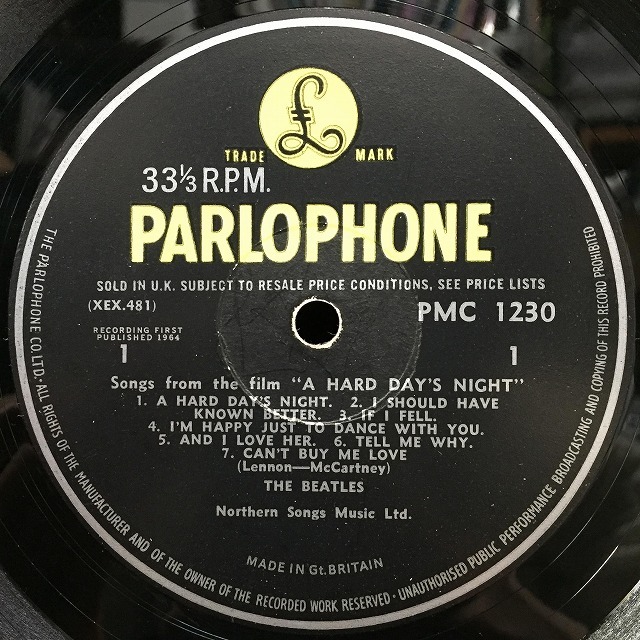 £
TRADE MARK
33⅓ R.P.M.
PARLOPHONE
SOLD IN U.K. SUBJECT TO RESALE PRICE CONDITIONS, SEE PRICE LISTS
(XEX.481) PMC 1230
RECORDING FIRST
PUBLISHED 1964
1 1
Songs from the film "A HARD DAY'S NIGHT"
1. A HARD DAY'S NIGHT. 2. I SHOULD HAVE
KNOWN BETTER. 3. IF I FELL.
4. I'M HAPPY JUST TO DANCE WITH YOU.
5. AND I LOVE HER. 6. TELL ME WHY.
7. CAN'T BUY ME LOVE
(Lennon—McCartney)
THE BEATLES
Northern Songs Music Ltd.
MADE IN Gt. BRITAIN
THE PARLOPHONE CO. LTD. · ALL RIGHTS OF THE MANUFACTURER AND OF THE OWNER OF THE RECORDED WORK RESERVED · UNAUTHORISED PUBLIC PERFORMANCE BROADCASTING AND COPYING OF THIS RECORD PROHIBITED